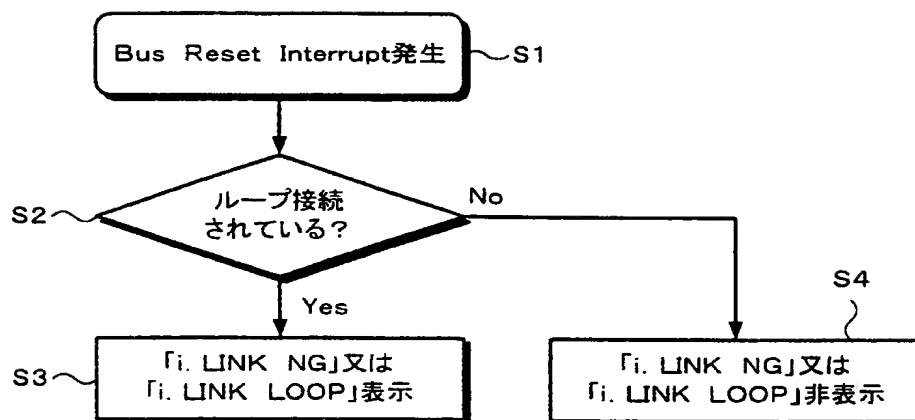 Bus Reset Interrupt発生
S1
S2
ループ接続
されている?
No
Yes
S4
S3
「i. LINK NG」又は
「i. LINK LOOP」表示
「i. LINK NG」又は
「i. LINK LOOP」非表示